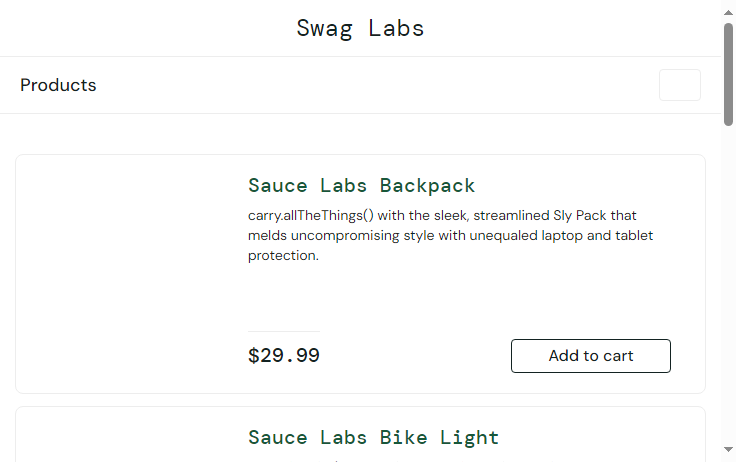 Swag Labs
Products
Sauce Labs Backpack
carry.allTheThings() with the sleek, streamlined Sly Pack that
melds uncompromising style with unequaled laptop and tablet
protection.
$29.99
Add to cart
Sauce Labs Bike Light